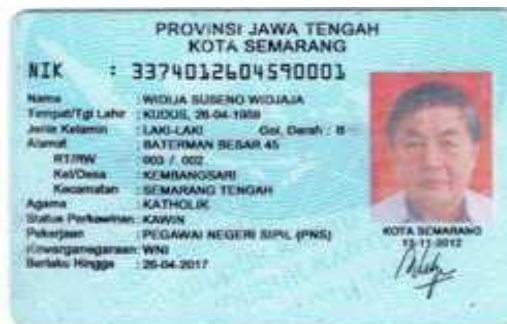 PROVINSI JAWA TENGAH
KOTA SEMARANG
NIK : 3374012604590001
Nama : WIDIJA SUSENO WIDJAJA
Tempat/Tgl Lahir : KUDUS, 26-04-1959
Jenis Kelamin : LAKI-LAKI Gol. Darah : B
Alamat : BATERMAN BESAR 45
RT/RW : 003 / 002
Kel/Desa : KEMBANGSARI
Kecamatan : SEMARANG TENGAH
Agama : KATHOLIK
Status Perkawinan: KAWIN
Pekerjaan : PEGAWAI NEGERI SIPIL (PNS)
Kewarganegaraan: WNI
Berlaku Hingga : 26-04-2017
KOTA SEMARANG
13-11-2012